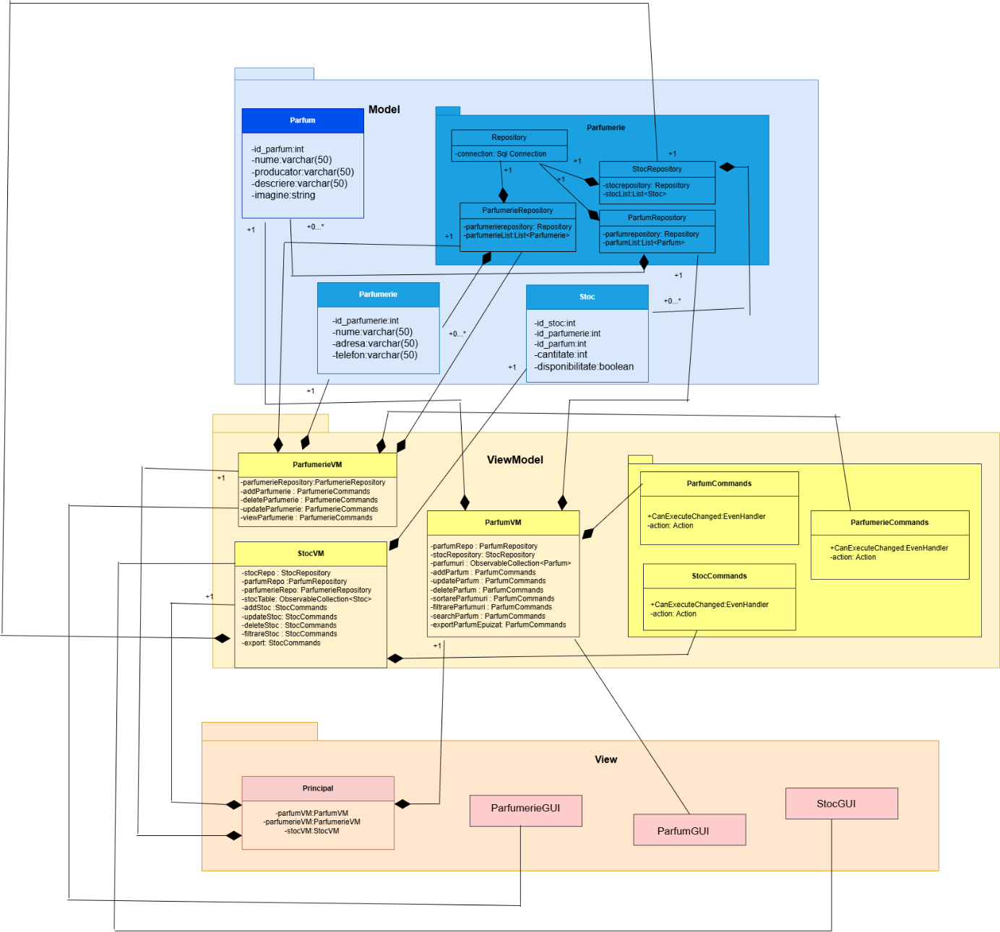 Model
Parfum
-id_parfum:int
-nume:varchar(50)
-producator:varchar(50)
-descriere:varchar(50)
-imagine:string
+1
+0...*
Parfumerie
Repository
-connection: Sql Connection
+1
+1
+1
+1
StocRepository
-stocrepository: Repository
-stocList:List<Stoc>
ParfumerieRepository
-parfumerierepository: Repository
-parfumerieList:List<Parfumerie>
+1
ParfumRepository
-parfumrepository: Repository
-parfumList:List<Parfum>
+1
Parfumerie
-id_parfumerie:int
-nume:varchar(50)
-adresa:varchar(50)
-telefon:varchar(50)
+0...*
+1
Stoc
-id_stoc:int
-id_parfumerie:int
-id_parfum:int
-cantitate:int
-disponibilitate:boolean
+0...*
+1
ViewModel
ParfumerieVM
-parfumerieRepository:ParfumerieRepository
-addParfumerie : ParfumerieCommands
-deleteParfumerie : ParfumerieCommands
-updateParfumerie: ParfumerieCommands
-viewParfumerie : ParfumerieCommands
+1
StocVM
-stocRepo : StocRepository
-parfumRepo :ParfumRepository
-parfumerieRepo: ParfumerieRepository
-stocTable: ObservableCollection<Stoc>
-addStoc :StocCommands
-updateStoc: StocCommands
-deleteStoc : StocCommands
-filtrareStoc : StocCommands
-export: StocCommands
+1
ParfumVM
-parfumRepo : ParfumRepository
-stocRepository: StocRepository
-parfumuri : ObservableCollection<Parfum>
-addParfum : ParfumCommands
-updateParfum : ParfumCommands
-deleteParfum : ParfumCommands
-sortareParfumuri : ParfumCommands
-filtrareParfumuri : ParfumCommands
-searchParfum : ParfumCommands
-exportParfumEpuizat: ParfumCommands
+1
ParfumCommands
+CanExecuteChanged:EvenHandler
-action: Action
ParfumerieCommands
+CanExecuteChanged:EvenHandler
-action: Action
StocCommands
+CanExecuteChanged:EvenHandler
-action: Action
View
Principal
-parfumVM:ParfumVM
-parfumerieVM:ParfumerieVM
-stocVM:StocVM
ParfumerieGUI
ParfumGUI
StocGUI